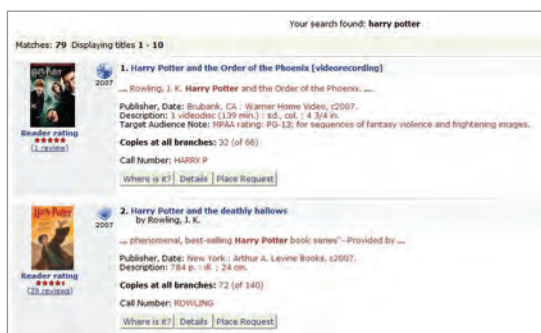 Your search found: harry potter
Matches: 79 Displaying titles 1 - 10
1. Harry Potter and the Order of the Phoenix [videorecording]
2007
... Rowling, J. K. Harry Potter and the Order of the Phoenix. ...
Publisher, Date: Brubank, CA : Warner Home Video, c2007.
Description: 1 videodisc (139 min.) : sd., col. ; 4 3/4 in.
Target Audience Note: MPAA rating: PG-13; for sequences of fantasy violence and frightening images.
Reader rating
(1 review)
Copies at all branches: 32 (of 66)
Call Number: HARRY P
Where is it? Details Place Request
2. Harry Potter and the deathly hallows
by Rowling, J. K.
2007
... phenomenal, best-selling Harry Potter book series"--Provided by ...
Publisher, Date: New York : Arthur A. Levine Books, c2007.
Description: 784 p. : ill. ; 24 cm.
Reader rating
(25 reviews)
Copies at all branches: 72 (of 140)
Call Number: ROWLING
Where is it? Details Place Request